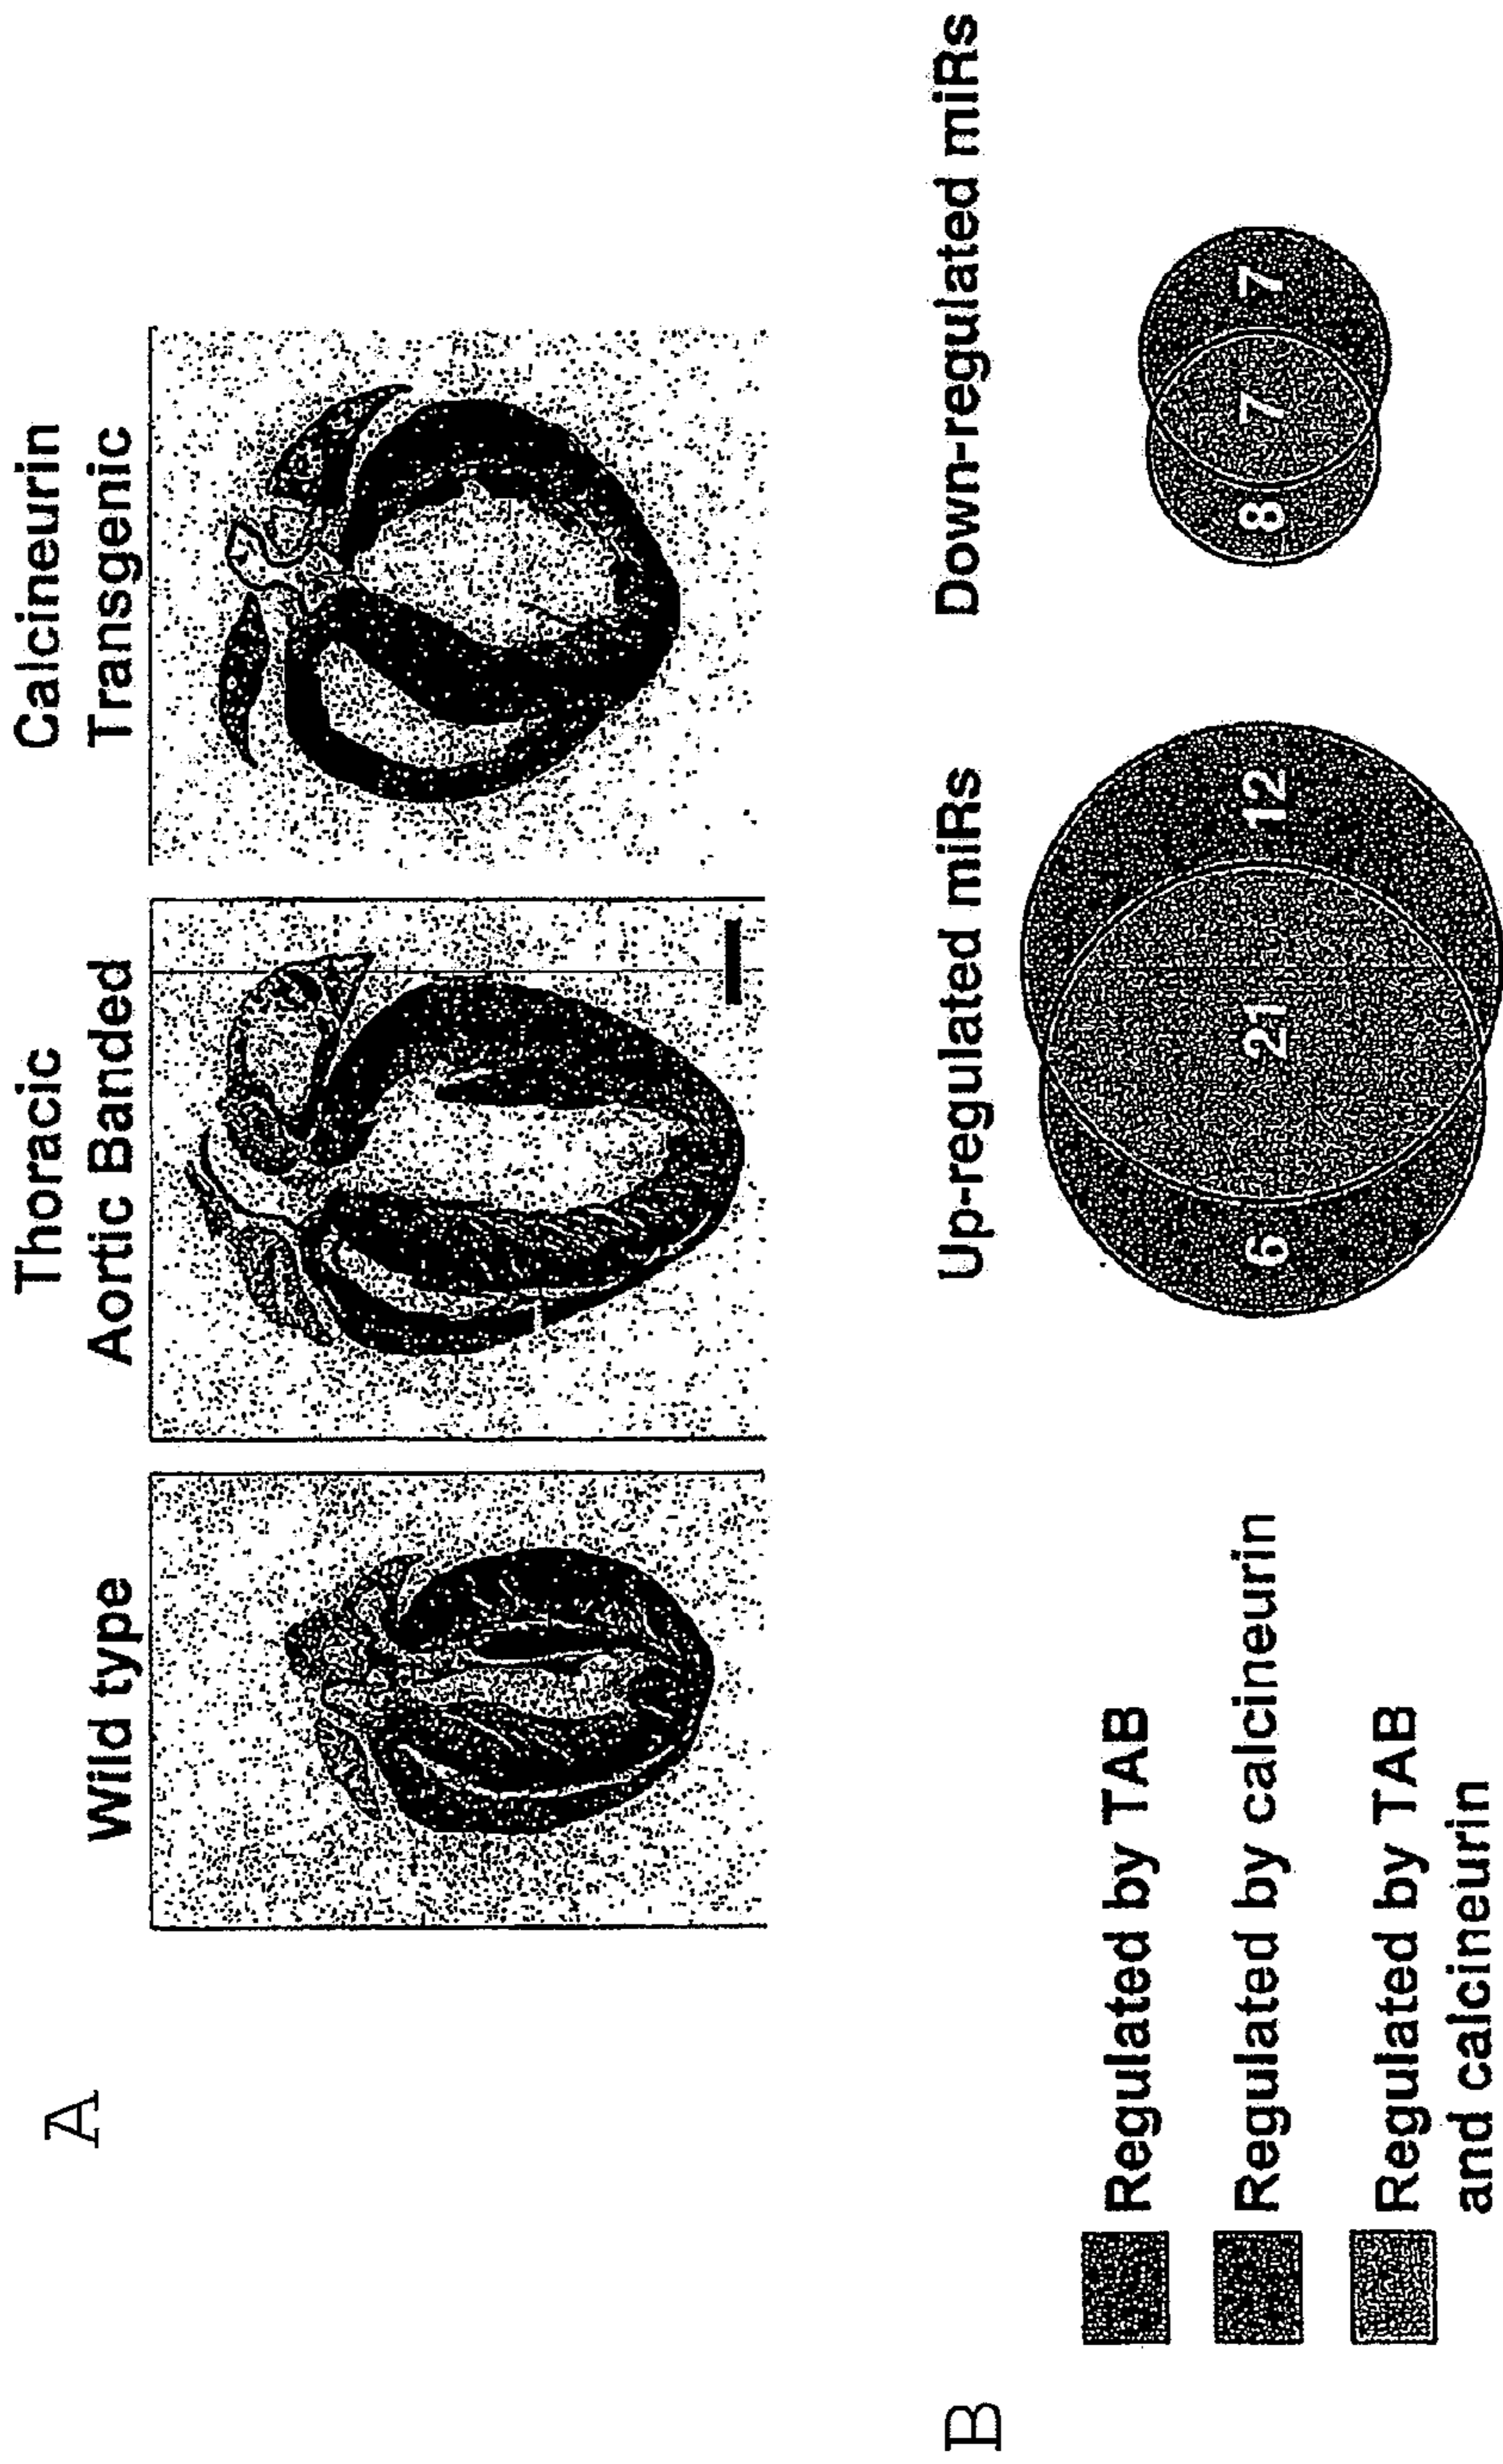 A
Wild type
Thoracic
Aortic Banded
Calcineurin
Transgenic
B
Regulated by TAB
Regulated by calcineurin
Regulated by TAB
and calcineurin
Up-regulated miRs
6
21
12
Down-regulated miRs
8
7
7